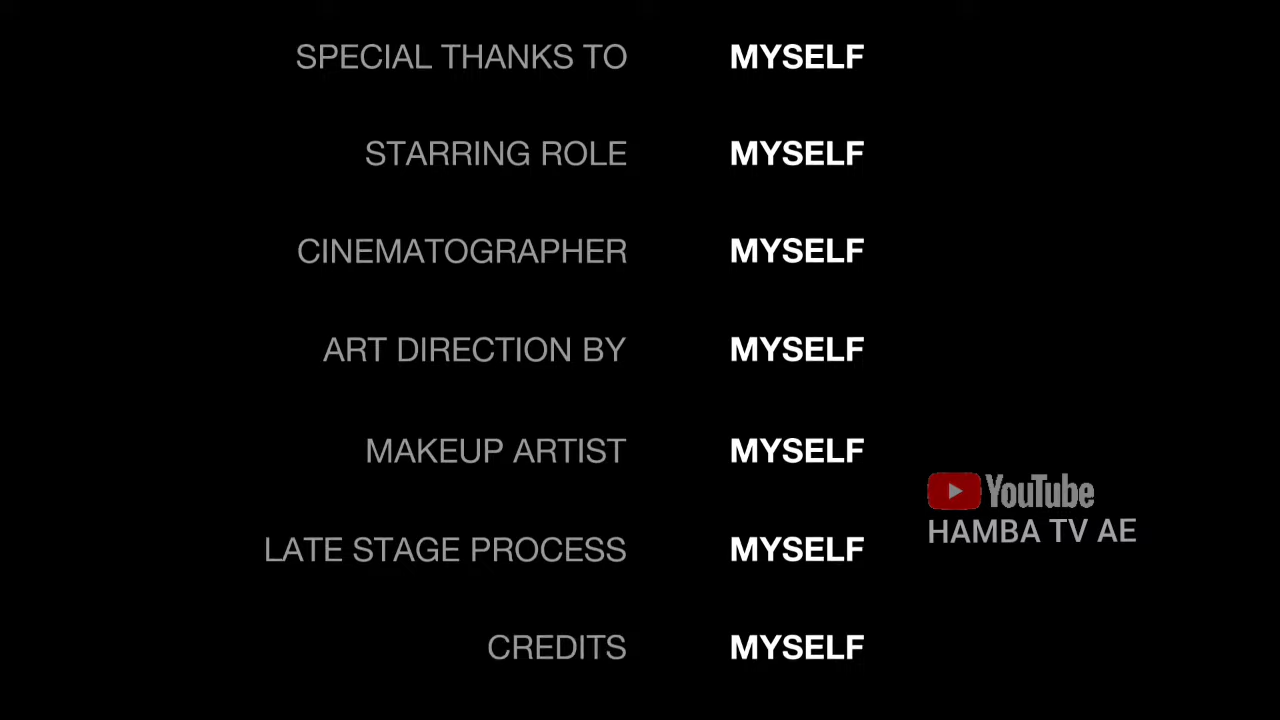 SPECIAL THANKS TO MYSELF
STARRING ROLE MYSELF
CINEMATOGRAPHER MYSELF
ART DIRECTION BY MYSELF
MAKEUP ARTIST MYSELF
YouTube
HAMBA TV AE
LATE STAGE PROCESS MYSELF
CREDITS MYSELF